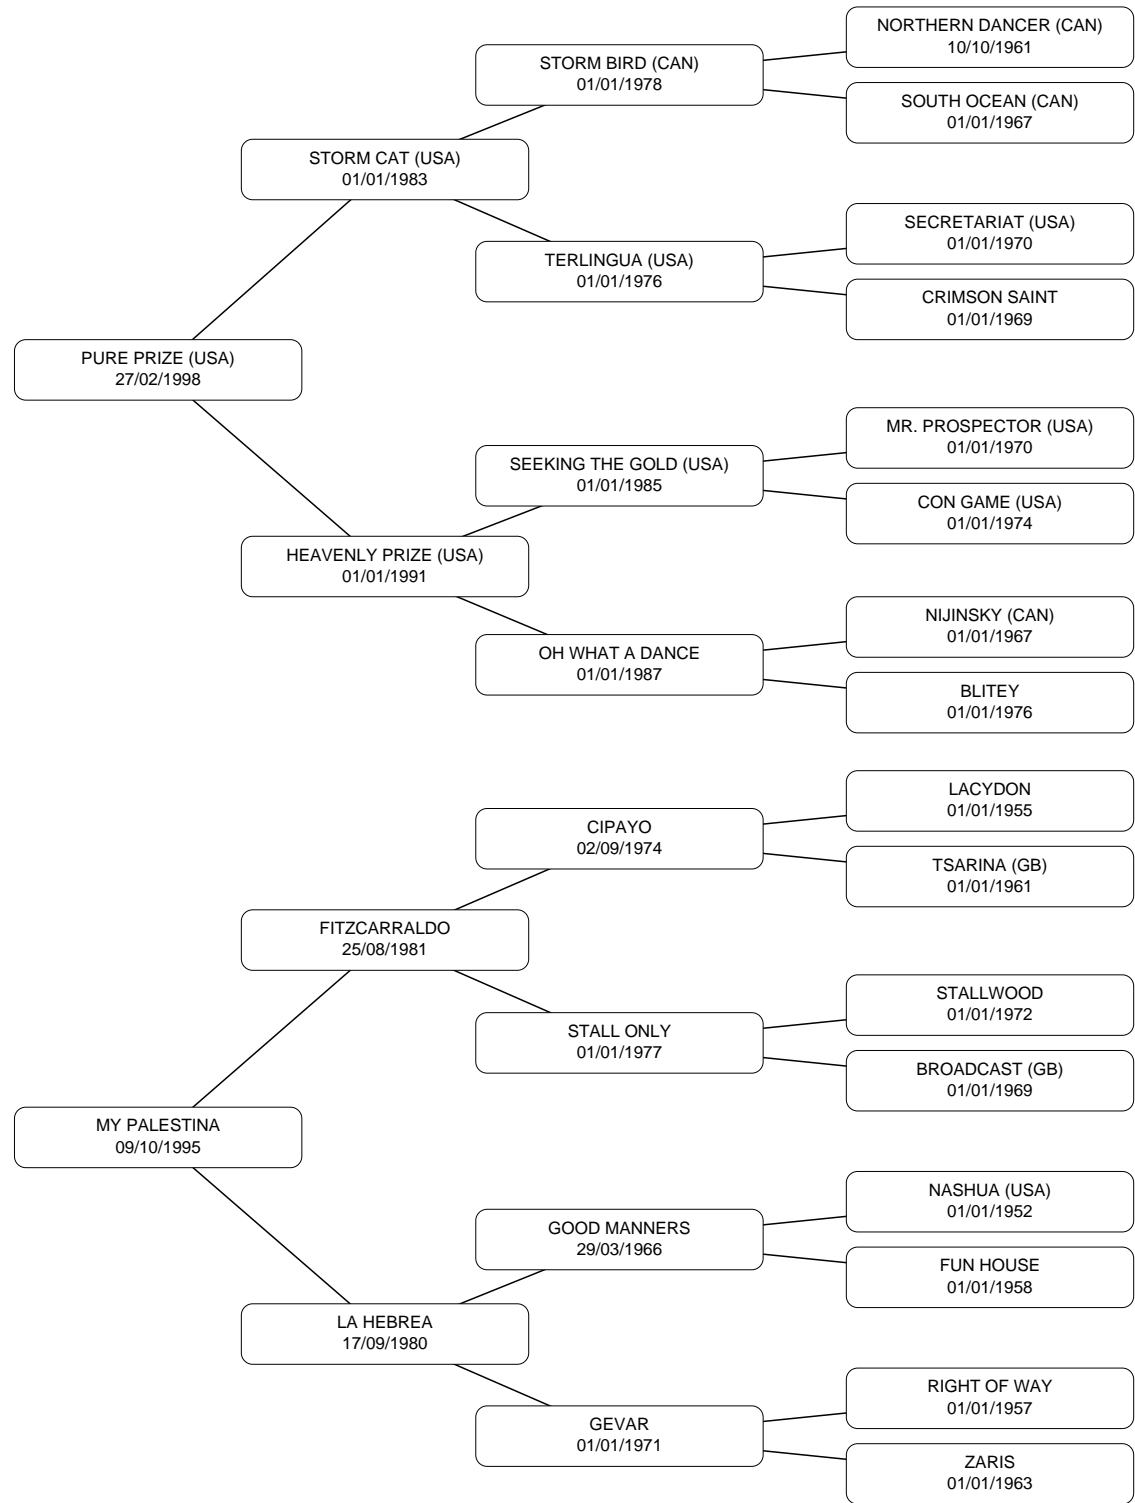 NORTHERN DANCER (CAN)
10/10/1961
STORM BIRD (CAN)
01/01/1978
SOUTH OCEAN (CAN)
01/01/1967
STORM CAT (USA)
01/01/1983
SECRETARIAT (USA)
01/01/1970
TERLINGUA (USA)
01/01/1976
CRIMSON SAINT
01/01/1969
PURE PRIZE (USA)
27/02/1998
MR. PROSPECTOR (USA)
01/01/1970
SEEKING THE GOLD (USA)
01/01/1985
CON GAME (USA)
01/01/1974
HEAVENLY PRIZE (USA)
01/01/1991
NIJINSKY (CAN)
01/01/1967
OH WHAT A DANCE
01/01/1987
BLITEY
01/01/1976
LACYDON
01/01/1955
CIPAYO
02/09/1974
TSARINA (GB)
01/01/1961
FITZCARRALDO
25/08/1981
STALLWOOD
01/01/1972
STALL ONLY
01/01/1977
BROADCAST (GB)
01/01/1969
MY PALESTINA
09/10/1995
NASHUA (USA)
01/01/1952
GOOD MANNERS
29/03/1966
FUN HOUSE
01/01/1958
LA HEBREA
17/09/1980
RIGHT OF WAY
01/01/1957
GEVAR
01/01/1971
ZARIS
01/01/1963